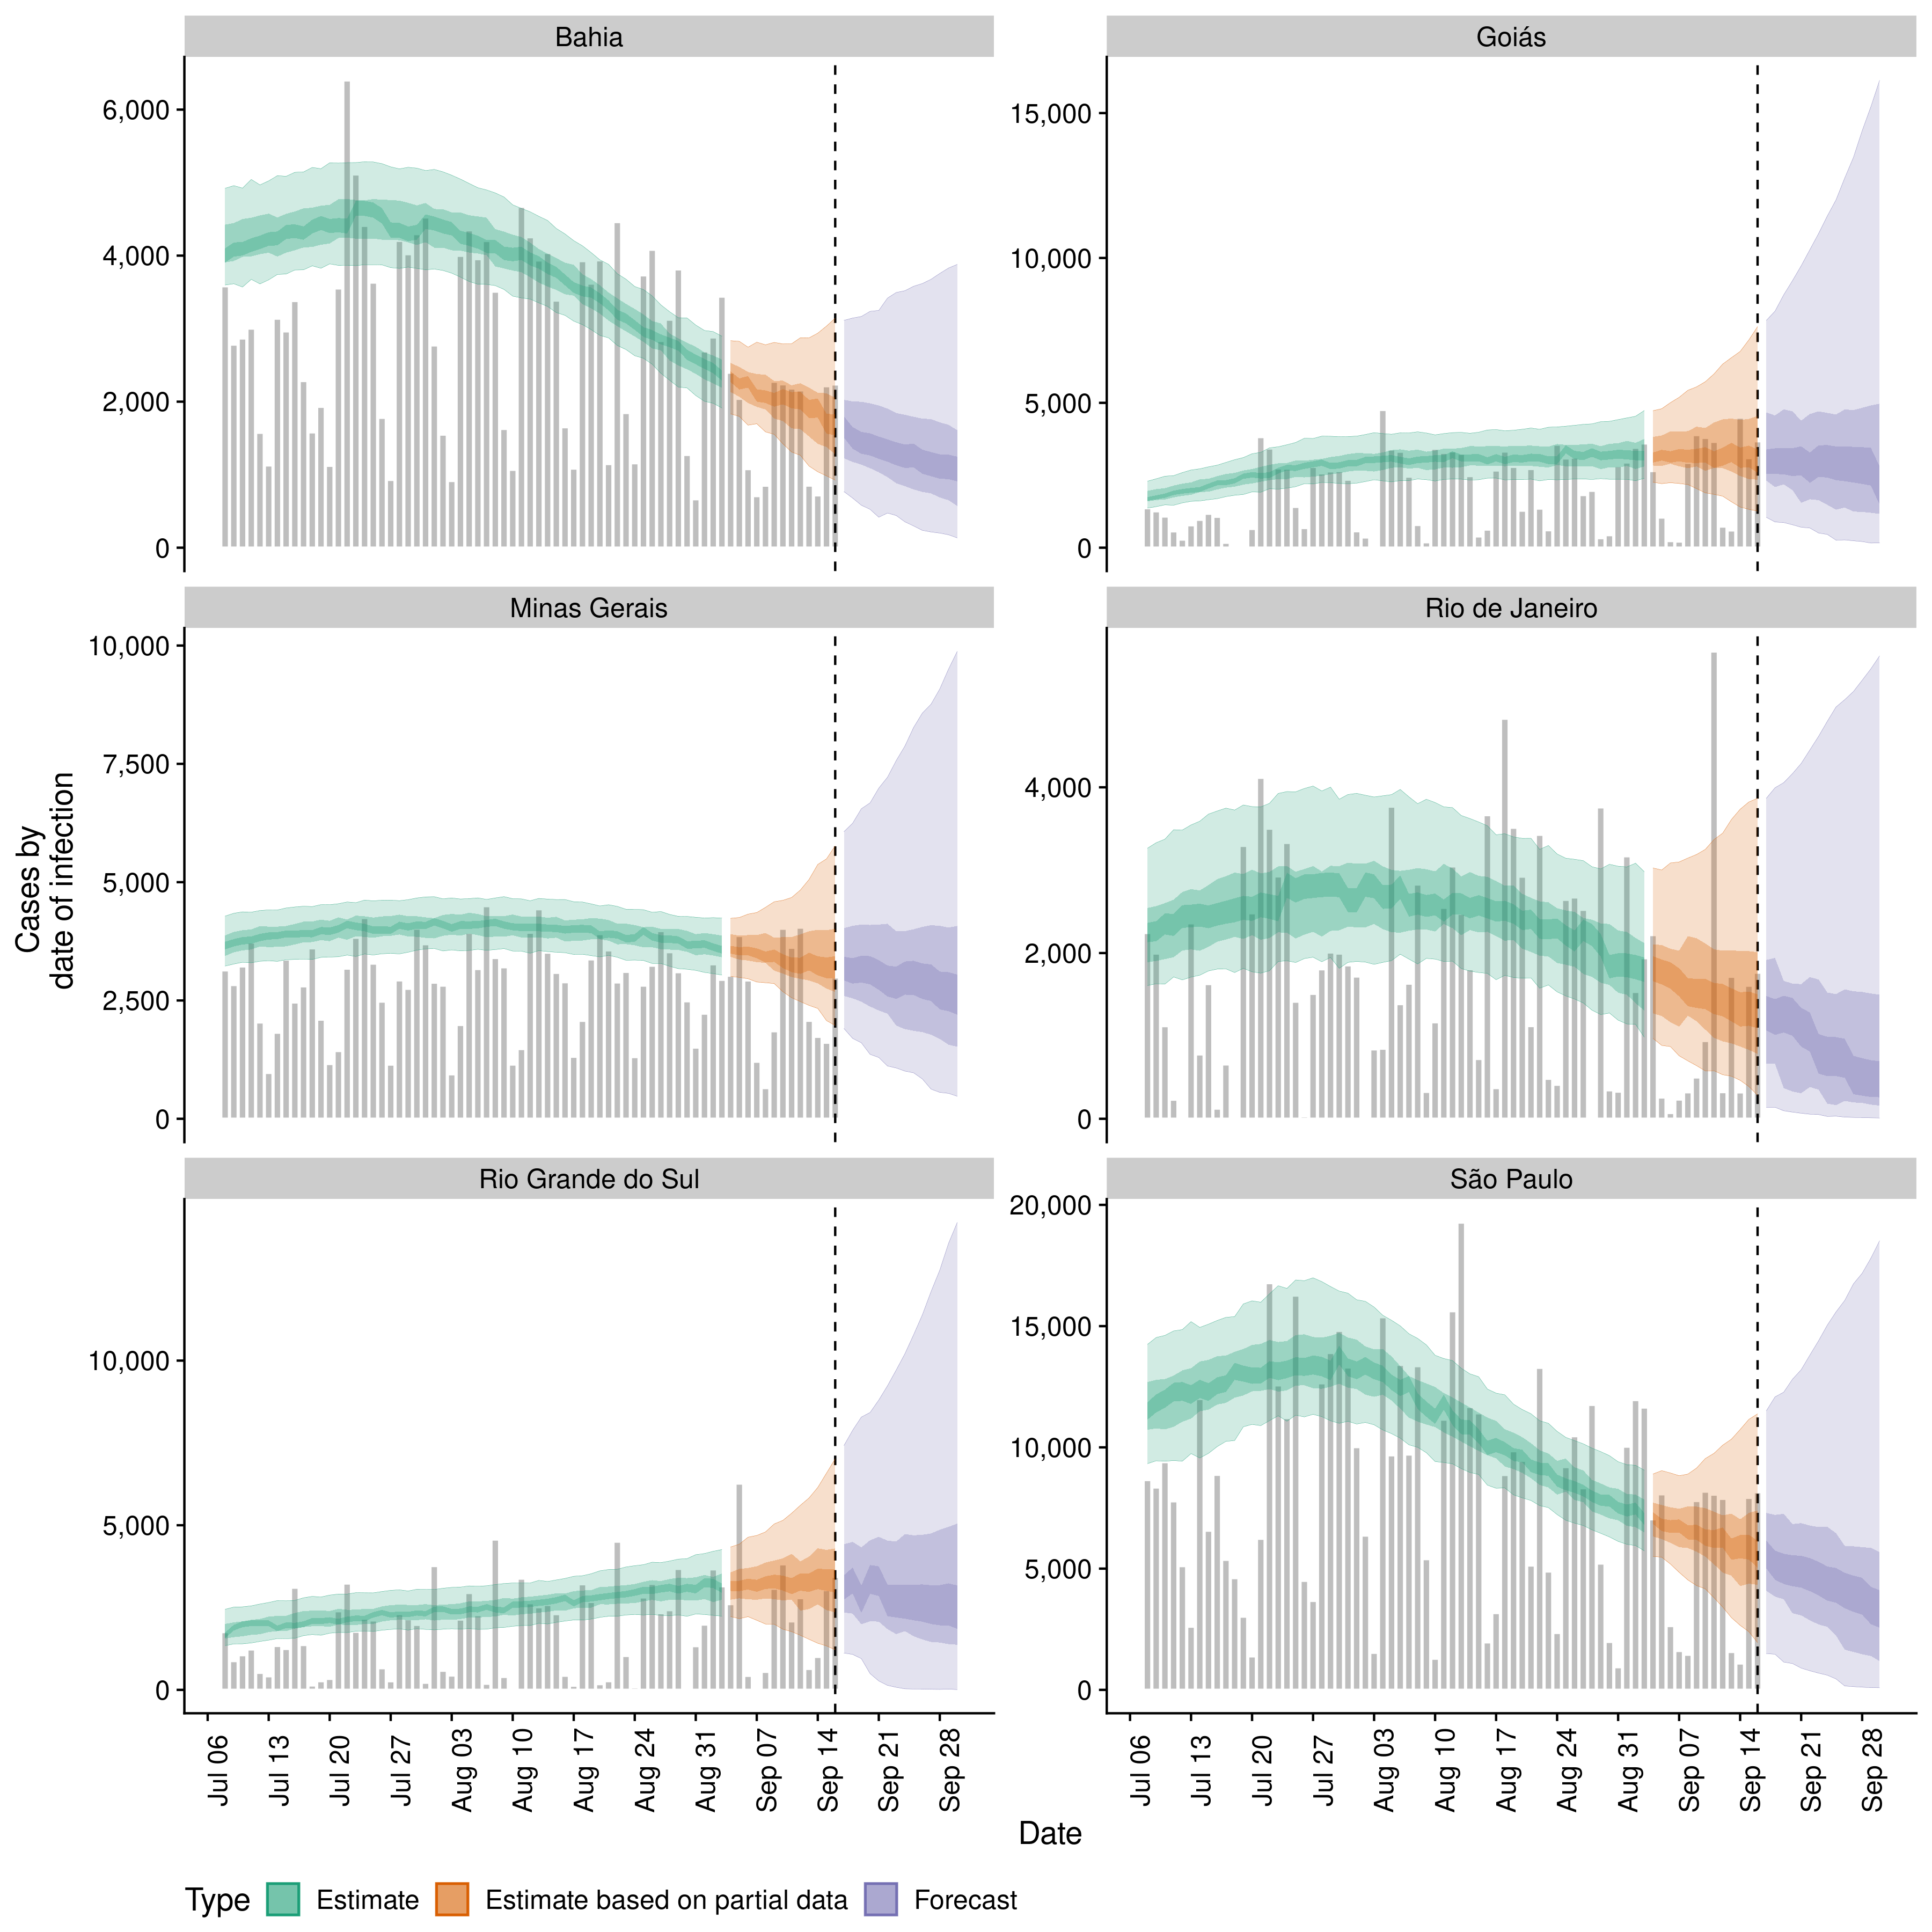 Bahia
Goiás
6,000
4,000
2,000
0
15,000
10,000
5,000
0
Minas Gerais
Rio de Janeiro
10,000
7,500
5,000
2,500
0
4,000
2,000
0
Rio Grande do Sul
São Paulo
10,000
5,000
0
20,000
15,000
10,000
5,000
0
Cases by
date of infection
Jul 06
Jul 13
Jul 20
Jul 27
Aug 03
Aug 10
Aug 17
Aug 24
Aug 31
Sep 07
Sep 14
Sep 21
Sep 28
Jul 06
Jul 13
Jul 20
Jul 27
Aug 03
Aug 10
Aug 17
Aug 24
Aug 31
Sep 07
Sep 14
Sep 21
Sep 28
Date
Type Estimate Estimate based on partial data Forecast